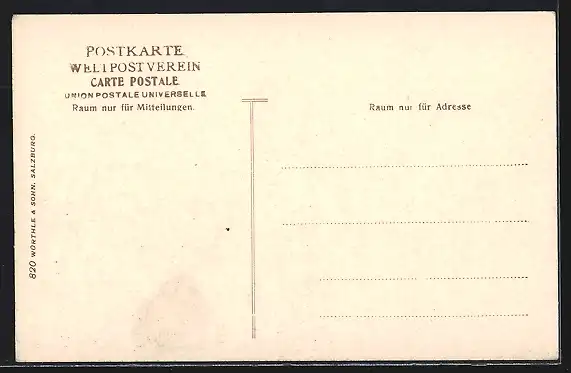 POSTKARTE
WELTPOSTVEREIN
CARTE POSTALE
UNION POSTALE UNIVERSELLE
Raum nur für Mitteilungen.
Raum nur für Adresse
820 WÜRTHLE & SOHN. SALZBURG.